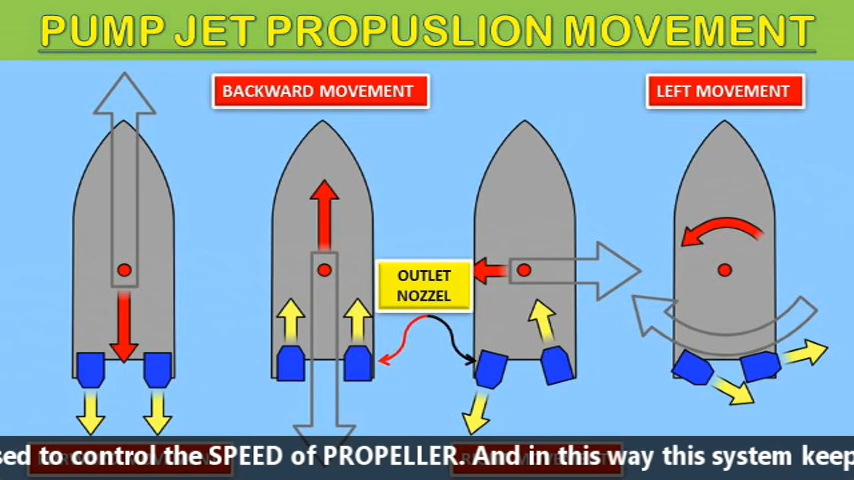 PUMP JET PROPUSLION MOVEMENT
BACKWARD MOVEMENT
LEFT MOVEMENT
OUTLET
NOZZEL
sed to control the SPEED of PROPELLER. And in this way this system keep